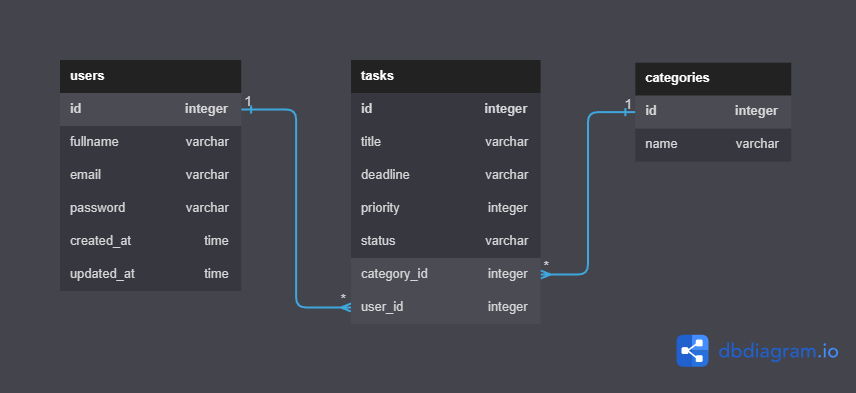 users
id integer
fullname varchar
email varchar
password varchar
created_at time
updated_at time
1
*
tasks
id integer
title varchar
deadline varchar
priority integer
status varchar
category_id integer
user_id integer
*
1
categories
id integer
name varchar
dbdiagram.io